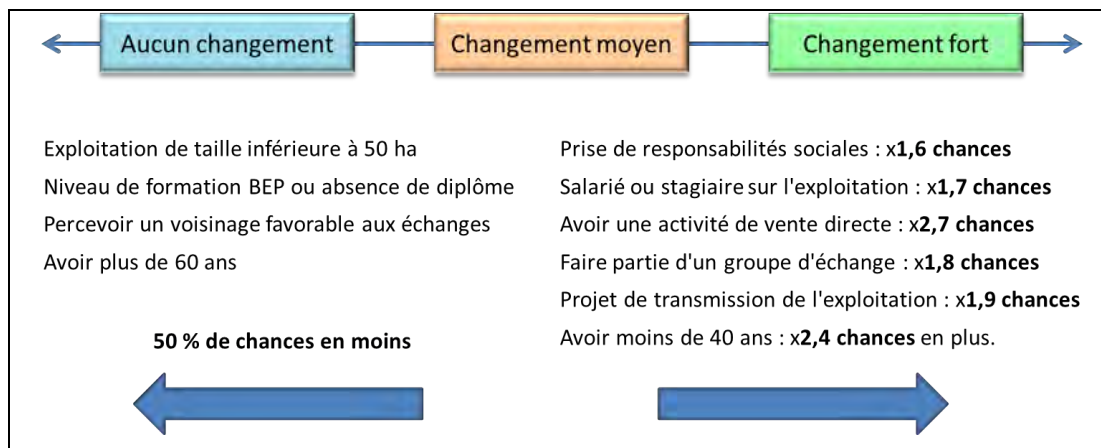 Aucun changement
Changement moyen
Changement fort
Exploitation de taille inférieure à 50 ha
Niveau de formation BEP ou absence de diplôme
Percevoir un voisinage favorable aux échanges
Avoir plus de 60 ans
50 % de chances en moins
Prise de responsabilités sociales : x1,6 chances
Salarié ou stagiaire sur l'exploitation : x1,7 chances
Avoir une activité de vente directe : x2,7 chances
Faire partie d'un groupe d'échange : x1,8 chances
Projet de transmission de l'exploitation : x1,9 chances
Avoir moins de 40 ans : x2,4 chances en plus.